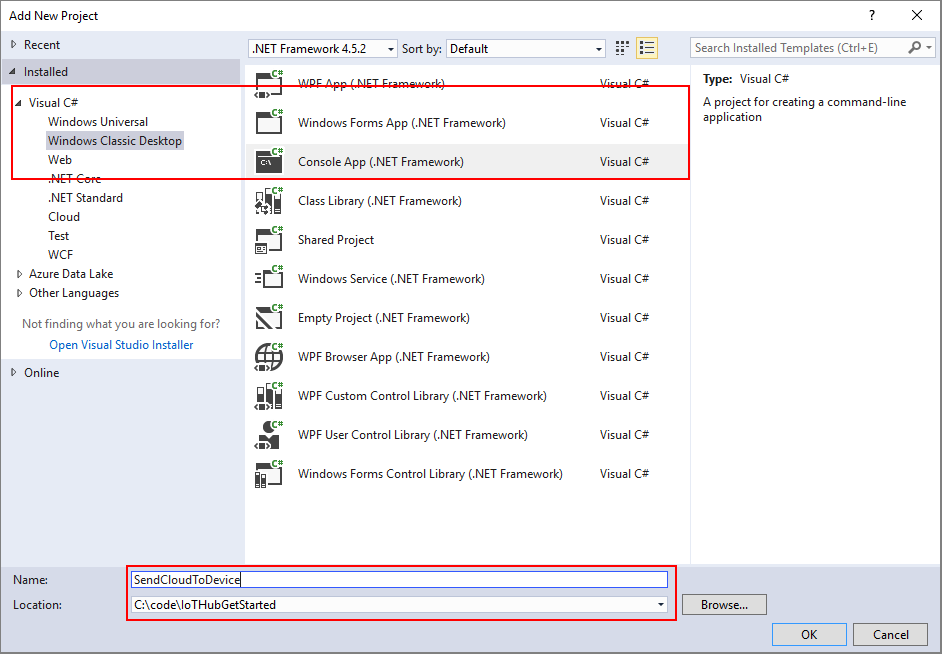 Add New Project
?
Recent
.NET Framework 4.5.2
Sort by:
Default
Search Installed Templates (Ctrl+E)
Installed
Visual C#
Windows Universal
Windows Classic Desktop
Web
.NET Core
.NET Standard
Cloud
Test
WCF
Azure Data Lake
Other Languages
Not finding what you are looking for?
Open Visual Studio Installer
Online
WPF App (.NET Framework) Visual C#
Windows Forms App (.NET Framework) Visual C#
Console App (.NET Framework) Visual C#
Class Library (.NET Framework) Visual C#
Shared Project Visual C#
Windows Service (.NET Framework) Visual C#
Empty Project (.NET Framework) Visual C#
WPF Browser App (.NET Framework) Visual C#
WPF Custom Control Library (.NET Framework) Visual C#
WPF User Control Library (.NET Framework) Visual C#
Windows Forms Control Library (.NET Framework) Visual C#
Type: Visual C#
A project for creating a command-line
application
Name: SendCloudToDevice
Location: C:\code\IoTHubGetStarted
Browse...
OK
Cancel